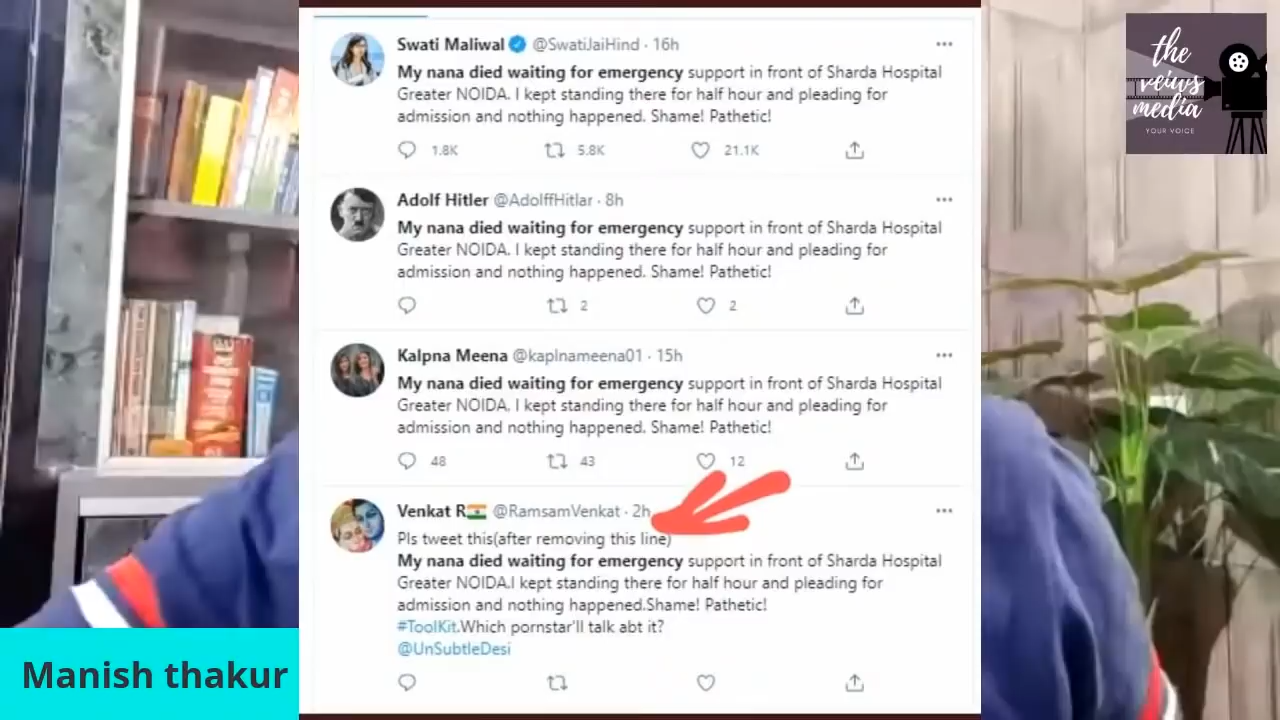 the
veiws
media
YOUR VOICE
Swati Maliwal @SwatiJaiHind · 16h
My nana died waiting for emergency support in front of Sharda Hospital
Greater NOIDA. I kept standing there for half hour and pleading for
admission and nothing happened. Shame! Pathetic!
1.8K 5.8K 21.1K
Adolf Hitler @AdolffHitlar · 8h
My nana died waiting for emergency support in front of Sharda Hospital
Greater NOIDA. I kept standing there for half hour and pleading for
admission and nothing happened. Shame! Pathetic!
2 2
Kalpna Meena @kaplnameena01 · 15h
My nana died waiting for emergency support in front of Sharda Hospital
Greater NOIDA. I kept standing there for half hour and pleading for
admission and nothing happened. Shame! Pathetic!
48 43 12
Venkat R @RamsamVenkat · 2h
Pls tweet this(after removing this line)
My nana died waiting for emergency support in front of Sharda Hospital
Greater NOIDA.I kept standing there for half hour and pleading for
admission and nothing happened.Shame! Pathetic!
#ToolKit.Which pornstar'll talk abt it?
@UnSubtleDesi
Manish thakur